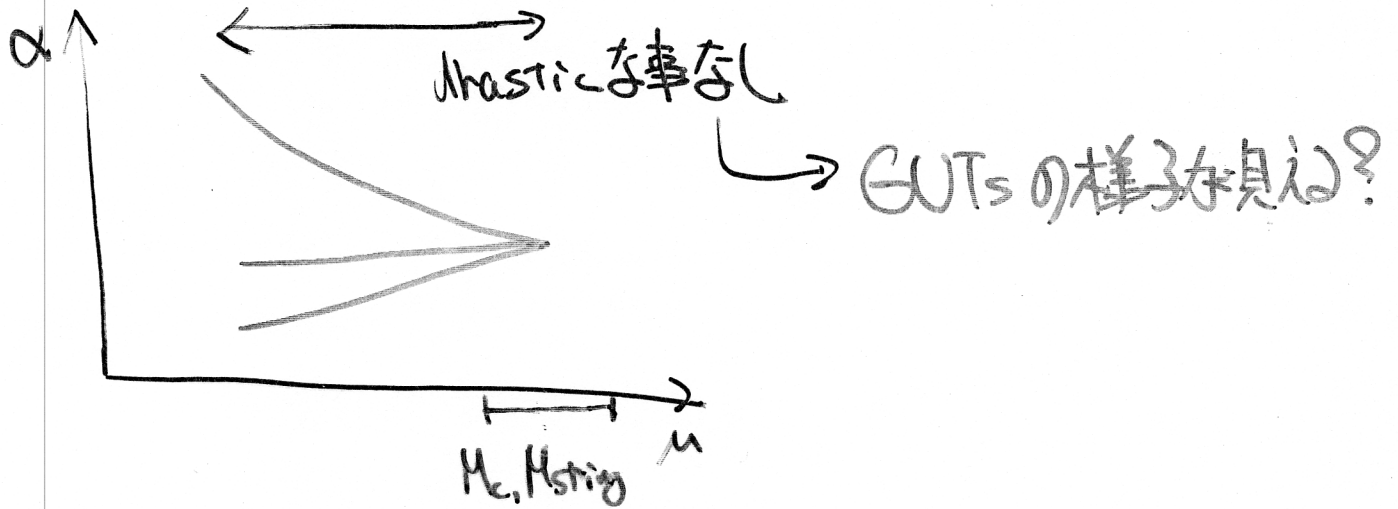 α
drasticな事なし
GUTsの様子が見える?
μ
Mc, Mstring